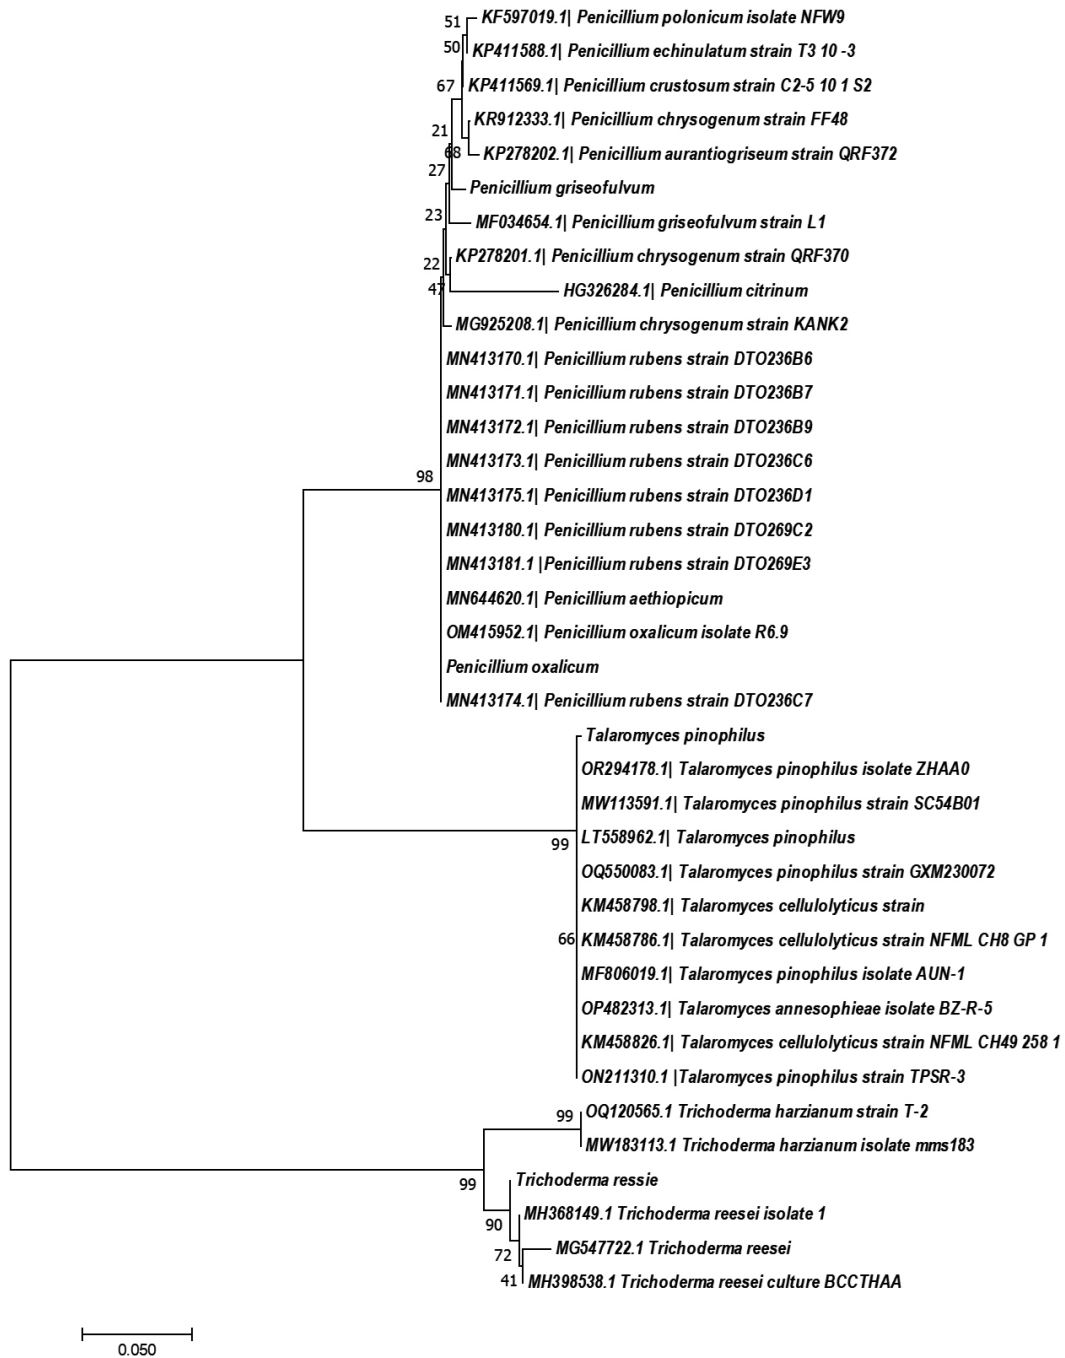 51
KF597019.1| Penicillium polonicum isolate NFW9
50
KP411588.1| Penicillium echinulatum strain T3 10 -3
67
KP411569.1| Penicillium crustosum strain C2-5 10 1 S2
KR912333.1| Penicillium chrysogenum strain FF48
21
68
KP278202.1| Penicillium aurantiogriseum strain QRF372
27
Penicillium griseofulvum
23
MF034654.1| Penicillium griseofulvum strain L1
22
KP278201.1| Penicillium chrysogenum strain QRF370
47
HG326284.1| Penicillium citrinum
MG925208.1| Penicillium chrysogenum strain KANK2
MN413170.1| Penicillium rubens strain DTO236B6
MN413171.1| Penicillium rubens strain DTO236B7
MN413172.1| Penicillium rubens strain DTO236B9
MN413173.1| Penicillium rubens strain DTO236C6
98
MN413175.1| Penicillium rubens strain DTO236D1
MN413180.1| Penicillium rubens strain DTO269C2
MN413181.1 |Penicillium rubens strain DTO269E3
MN644620.1| Penicillium aethiopicum
OM415952.1| Penicillium oxalicum isolate R6.9
Penicillium oxalicum
MN413174.1| Penicillium rubens strain DTO236C7
Talaromyces pinophilus
OR294178.1| Talaromyces pinophilus isolate ZHAA0
MW113591.1| Talaromyces pinophilus strain SC54B01
99
LT558962.1| Talaromyces pinophilus
OQ550083.1| Talaromyces pinophilus strain GXM230072
KM458798.1| Talaromyces cellulolyticus strain
66
KM458786.1| Talaromyces cellulolyticus strain NFML CH8 GP 1
MF806019.1| Talaromyces pinophilus isolate AUN-1
OP482313.1| Talaromyces annesophieae isolate BZ-R-5
KM458826.1| Talaromyces cellulolyticus strain NFML CH49 258 1
ON211310.1 |Talaromyces pinophilus strain TPSR-3
99
OQ120565.1 Trichoderma harzianum strain T-2
MW183113.1 Trichoderma harzianum isolate mms183
99
Trichoderma ressie
90
MH368149.1 Trichoderma reesei isolate 1
72
MG547722.1 Trichoderma reesei
41
MH398538.1 Trichoderma reesei culture BCCTHAA
0.050